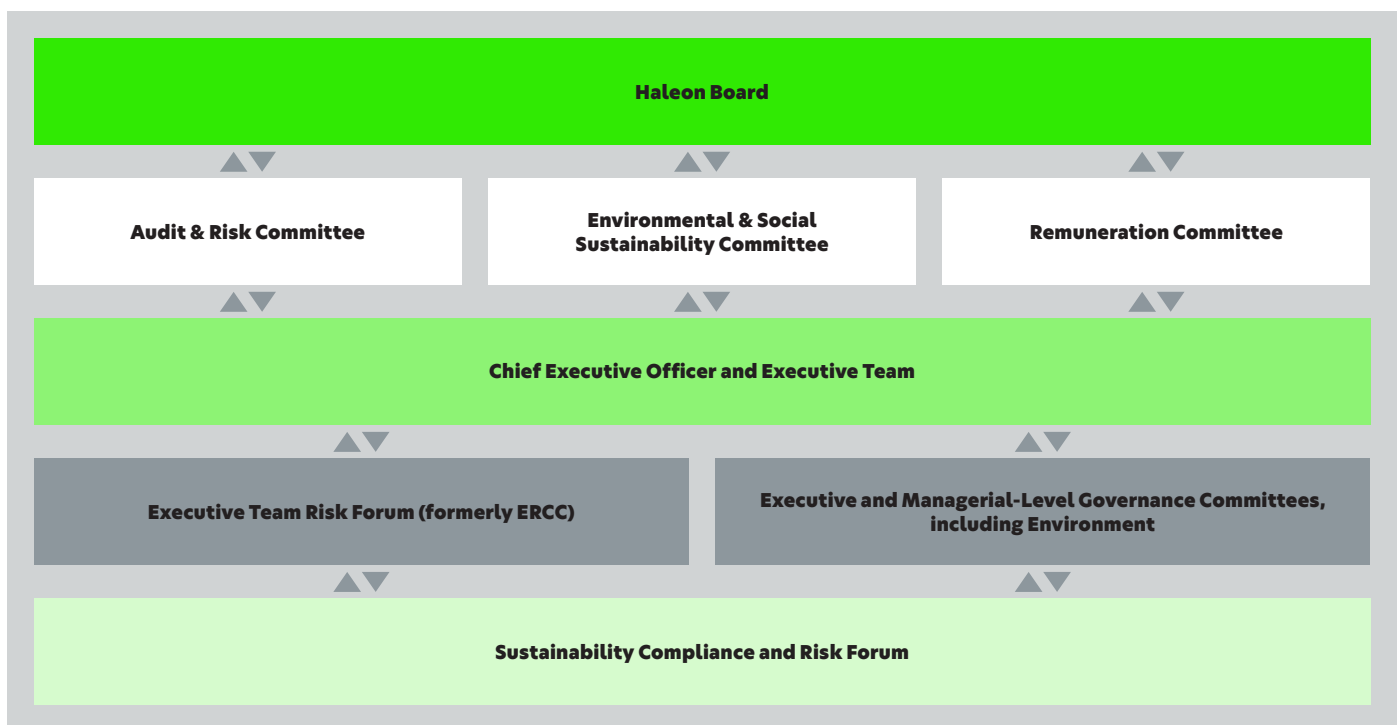 Haleon Board
Audit & Risk Committee
Environmental & Social
Sustainability Committee
Remuneration Committee
Chief Executive Officer and Executive Team
Executive Team Risk Forum (formerly ERCC)
Executive and Managerial-Level Governance Committees,
including Environment
Sustainability Compliance and Risk Forum